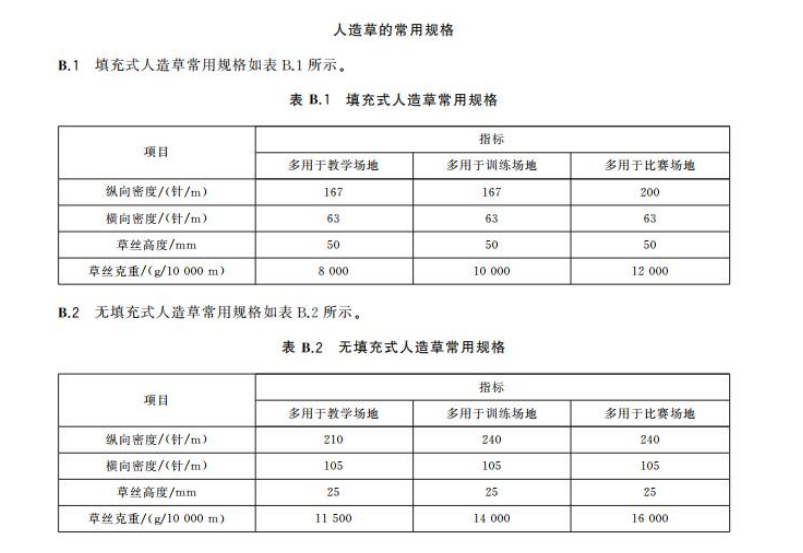 人造草的常用规格
B.1 填充式人造草常用规格如表 B.1 所示。
表 B.1 填充式人造草常用规格
项目
指标
多用于教学场地 多用于训练场地 多用于比赛场地
纵向密度/(针/m) 167 167 200
横向密度/(针/m) 63 63 63
草丝高度/mm 50 50 50
草丝克重/(g/10 000 m) 8 000 10 000 12 000
B.2 无填充式人造草常用规格如表 B.2 所示。
表 B.2 无填充式人造草常用规格
项目
指标
多用于教学场地 多用于训练场地 多用于比赛场地
纵向密度/(针/m) 210 240 240
横向密度/(针/m) 105 105 105
草丝高度/mm 25 25 25
草丝克重/(g/10 000 m) 11 500 14 000 16 000